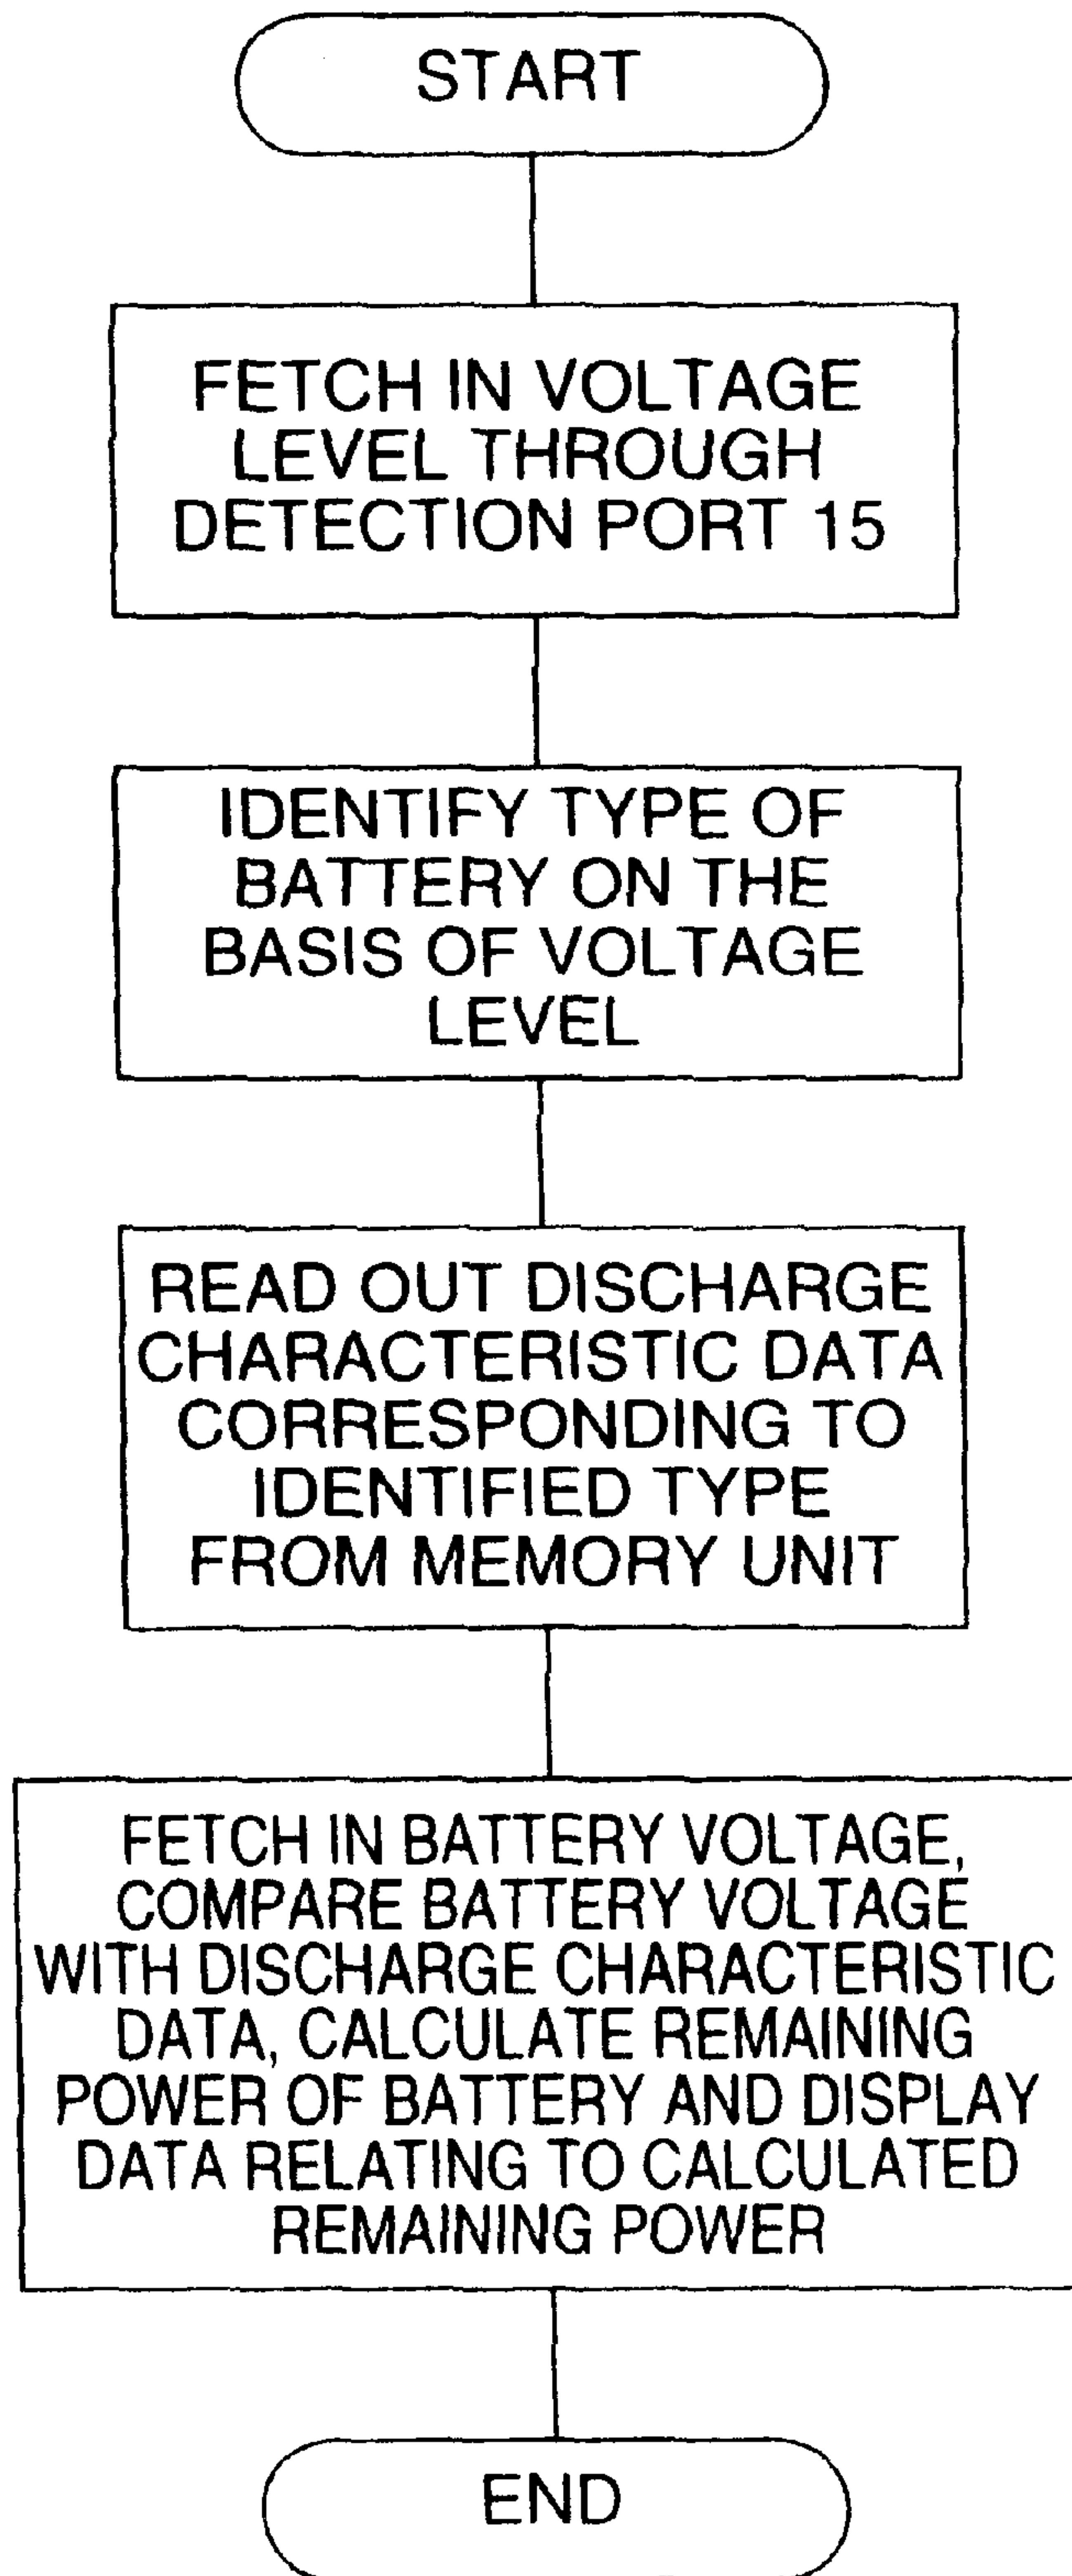 START
FETCH IN VOLTAGE
LEVEL THROUGH
DETECTION PORT 15
IDENTIFY TYPE OF
BATTERY ON THE
BASIS OF VOLTAGE
LEVEL
READ OUT DISCHARGE
CHARACTERISTIC DATA
CORRESPONDING TO
IDENTIFIED TYPE
FROM MEMORY UNIT
FETCH IN BATTERY VOLTAGE,
COMPARE BATTERY VOLTAGE
WITH DISCHARGE CHARACTERISTIC
DATA, CALCULATE REMAINING
POWER OF BATTERY AND DISPLAY
DATA RELATING TO CALCULATED
REMAINING POWER
END